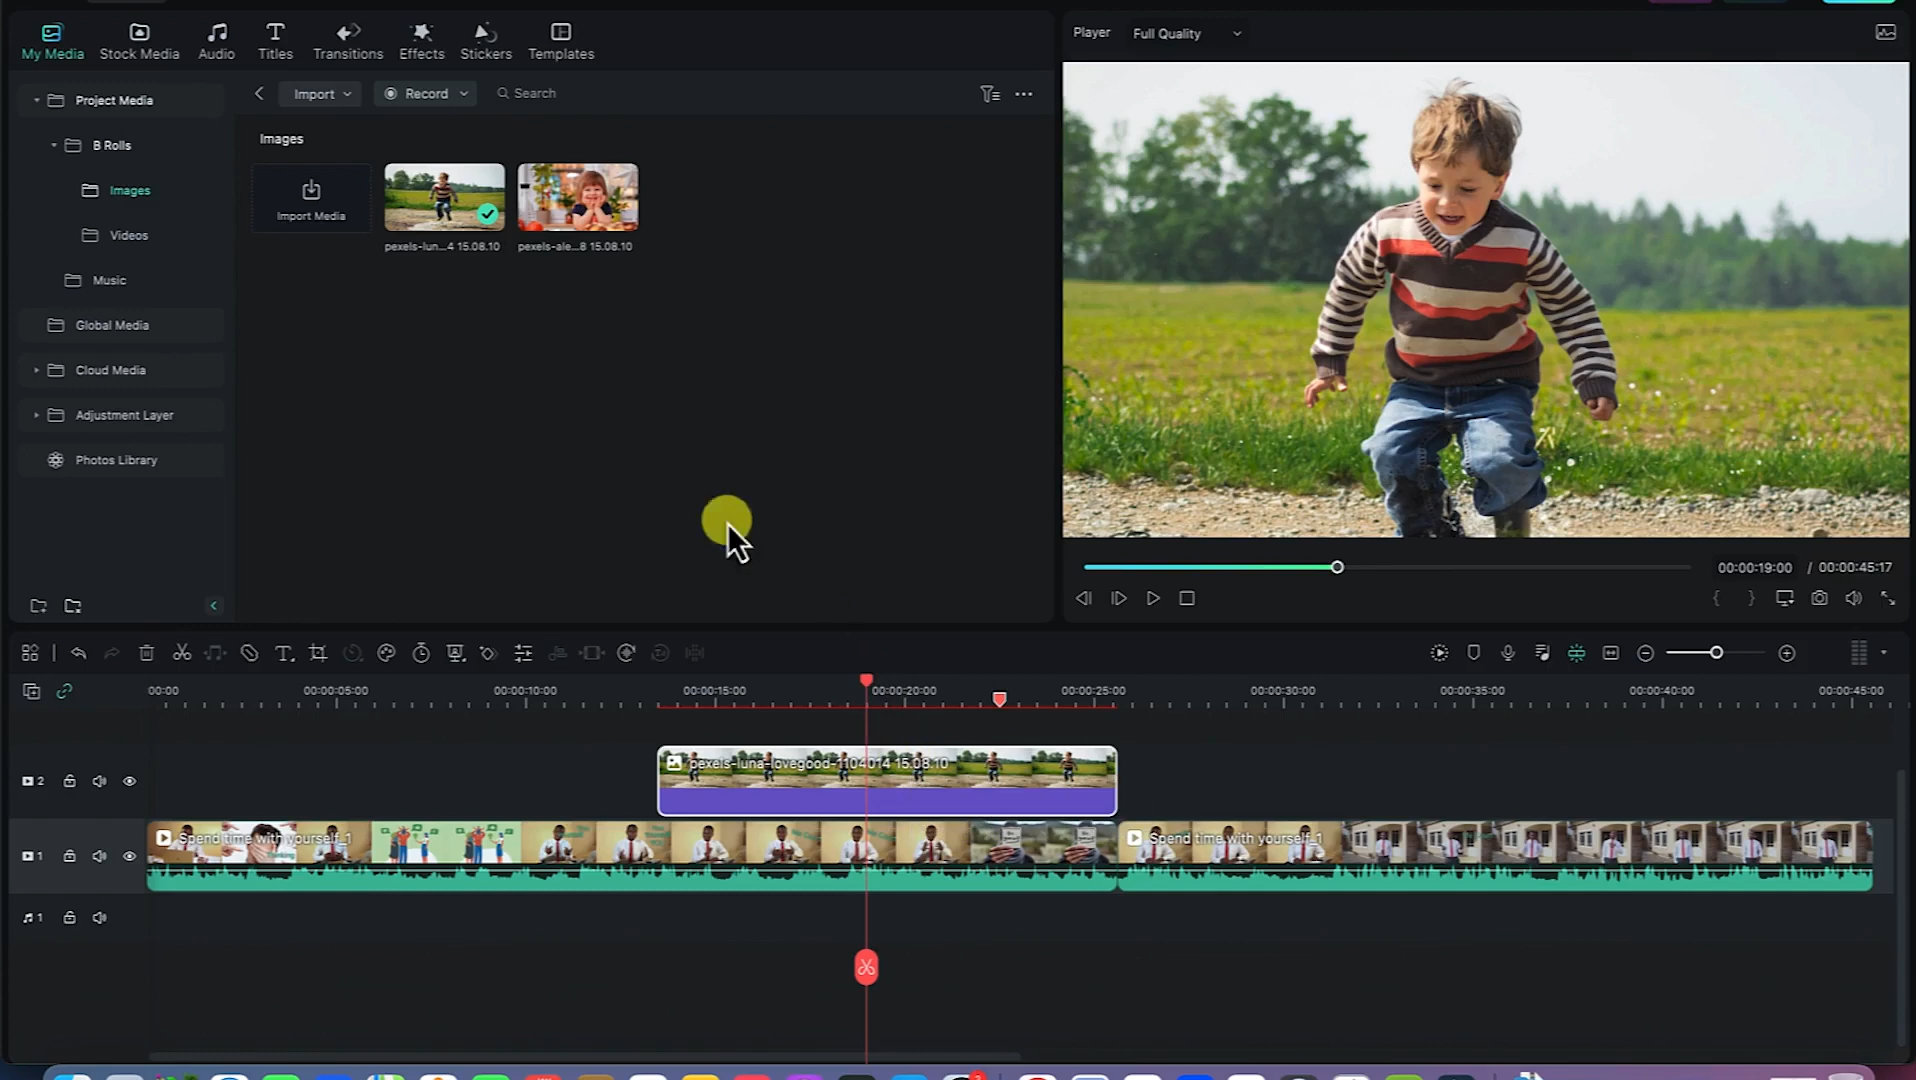 My Media
Stock Media
Audio
Titles
Transitions
Effects
Stickers
Templates
Player
Full Quality
Project Media
Import
Record
Search
B Rolls
Images
Images
Import Media
pexels-lun...4 15.08.10
pexels-ale...8 15.08.10
Videos
Music
Global Media
Cloud Media
Adjustment Layer
Photos Library
00:00:19:00 / 00:00:45:17
00:00
00:00:05:00
00:00:10:00
00:00:15:00
00:00:20:00
00:00:25:00
00:00:30:00
00:00:35:00
00:00:40:00
00:00:45:00
2
pexels-luna-lovegood-1104014 15.08.10
1
Spend time with yourself_1
Spend time with yourself_1
1